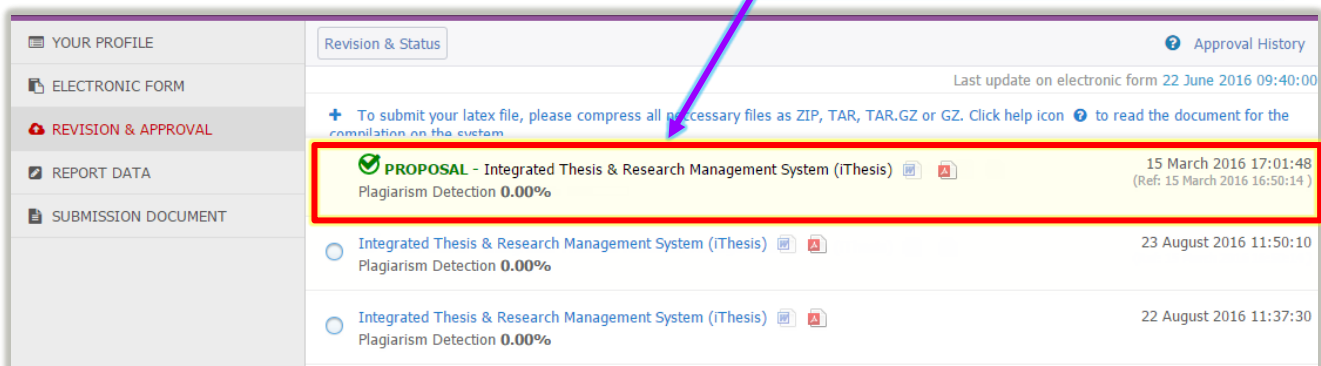 YOUR PROFILE
ELECTRONIC FORM
REVISION & APPROVAL
REPORT DATA
SUBMISSION DOCUMENT
Revision & Status
Approval History
Last update on electronic form 22 June 2016 09:40:00
To submit your latex file, please compress all neccessary files as ZIP, TAR, TAR.GZ or GZ. Click help icon to read the document for the
compilation on the system
PROPOSAL - Integrated Thesis & Research Management System (iThesis)
15 March 2016 17:01:48
Plagiarism Detection 0.00%
(Ref: 15 March 2016 16:50:14 )
Integrated Thesis & Research Management System (iThesis)
23 August 2016 11:50:10
Plagiarism Detection 0.00%
Integrated Thesis & Research Management System (iThesis)
22 August 2016 11:37:30
Plagiarism Detection 0.00%